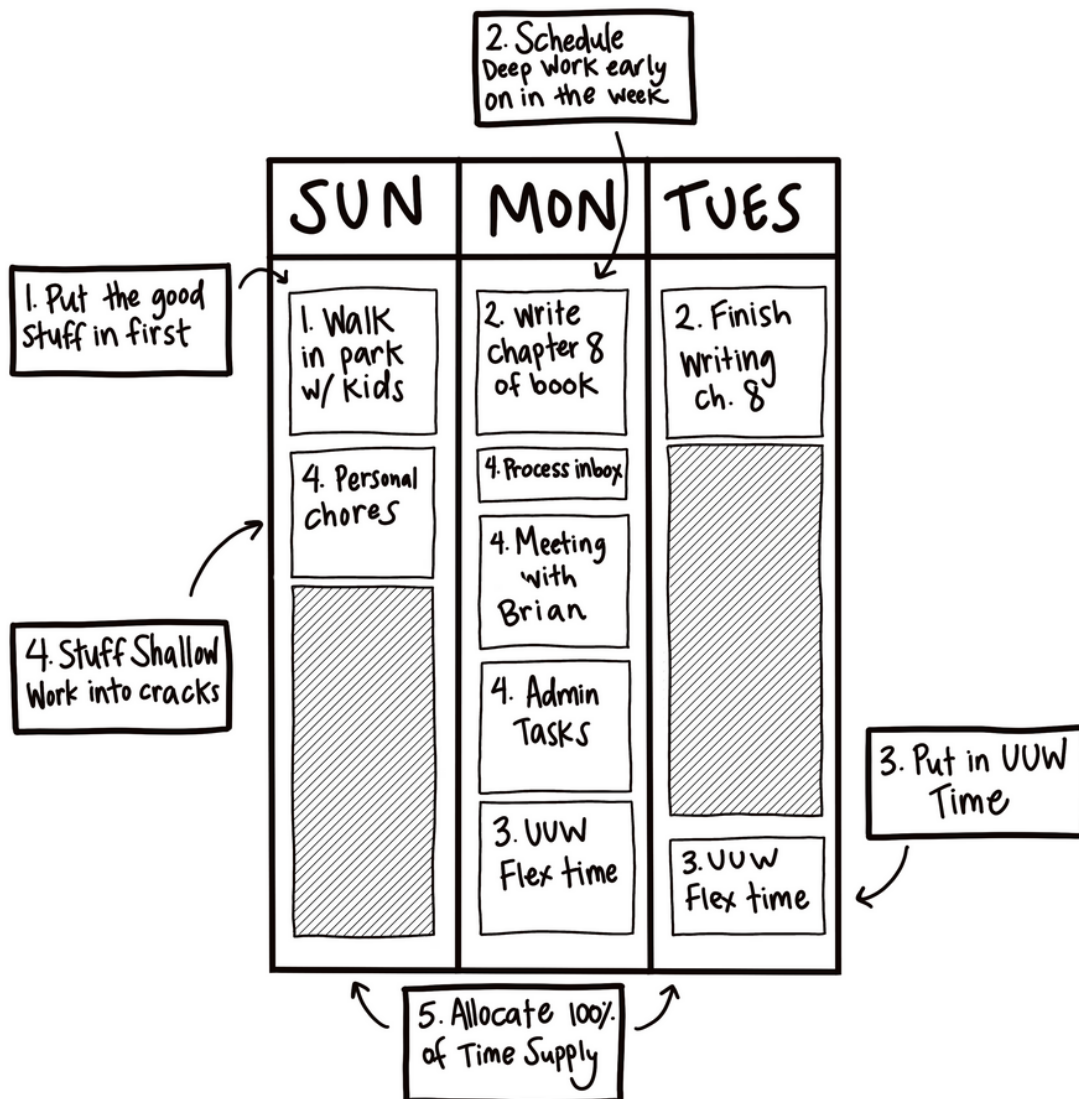 2. Schedule
Deep Work early
on in the week
SUN
MON
TUES
1. Put the good
stuff in first
1. Walk
in park
w/ kids
4. Personal
chores
2. Write
chapter 8
of book
4. Process inbox
4. Meeting
with
Brian
4. Admin
Tasks
3. UUW
Flex time
2. Finish
writing
ch. 8
3. UUW
Flex time
4. Stuff Shallow
Work into cracks
3. Put in UUW
Time
5. Allocate 100%
of Time Supply